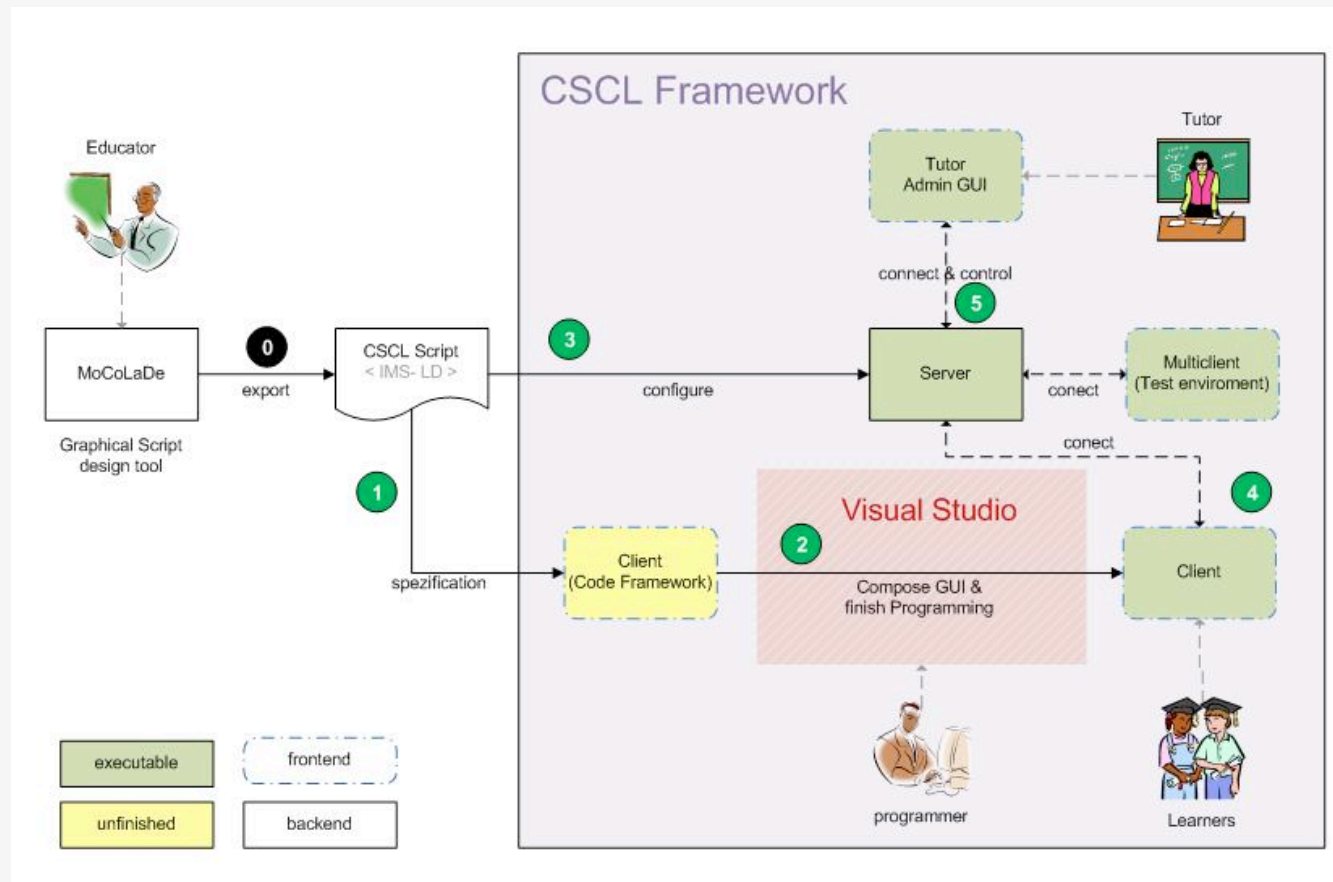 CSCL Framework
Educator
Tutor
Tutor
Admin GUI
connect & control
5
MoCoLaDe
0
export
CSCL Script
< IMS- LD >
3
configure
Server
conect
Multiclient
(Test enviroment)
Graphical Script
design tool
conect
1
4
Visual Studio
2
spezification
Client
(Code Framework)
Compose GUI &
finish Programming
Client
executable
frontend
unfinished
backend
programmer
Learners